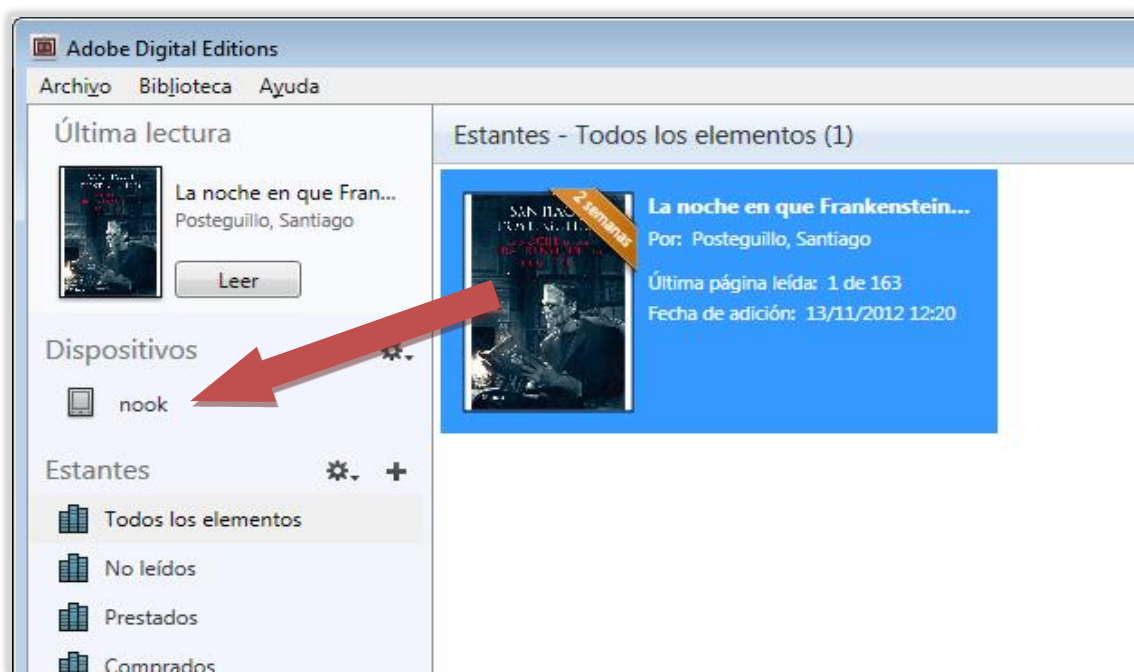 Adobe Digital Editions
Archivo Biblioteca Ayuda
Última lectura
La noche en que Fran...
Posteguillo, Santiago
Leer
Dispositivos
nook
Estantes
Todos los elementos
No leídos
Prestados
Comprados
Estantes - Todos los elementos (1)
2 semanas
La noche en que Frankenstein...
Por: Posteguillo, Santiago
Última página leída: 1 de 163
Fecha de adición: 13/11/2012 12:20